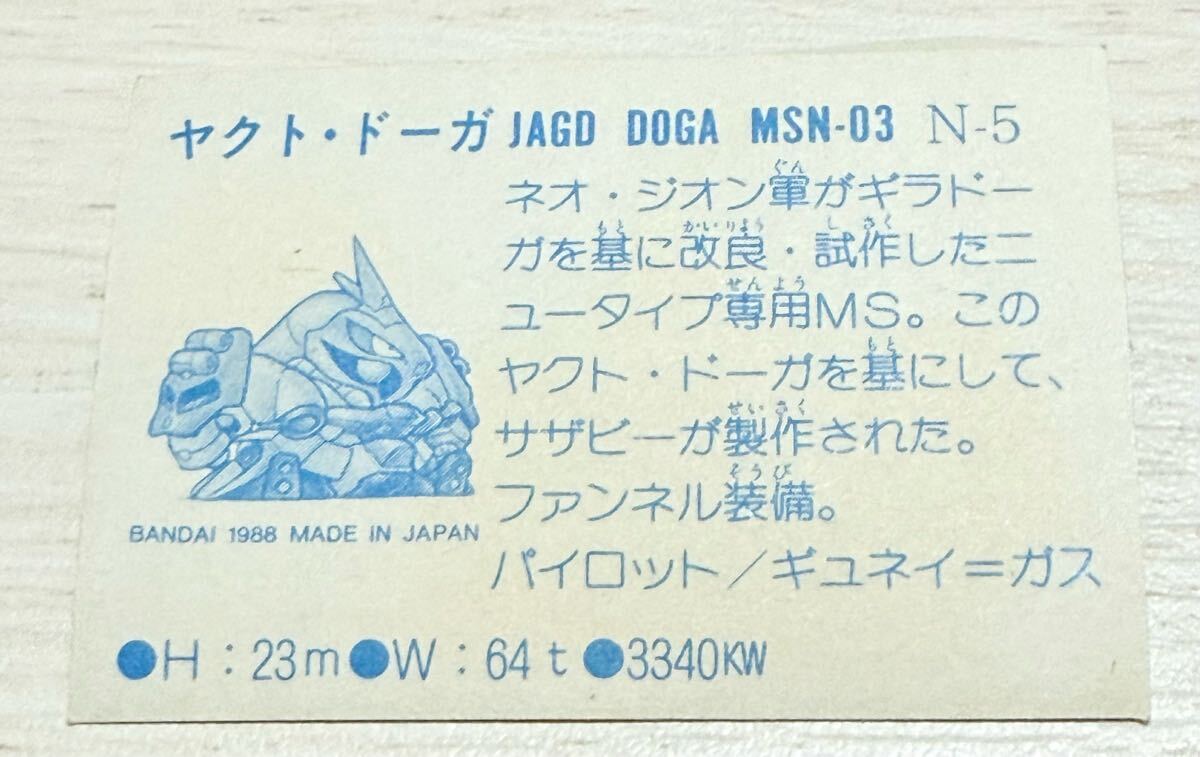 ヤクト・ドーガ JAGD DOGA MSN-03 N-5
ネオ・ジオン軍がギラドー
ガを基に改良・試作したニ
ュータイプ専用MS。この
ヤクト・ドーガを基にして、
サザビーが製作された。
ファンネル装備。
パイロット/ギュネイ=ガス
BANDAI 1988 MADE IN JAPAN
●H:23m●W:64t●3340KW